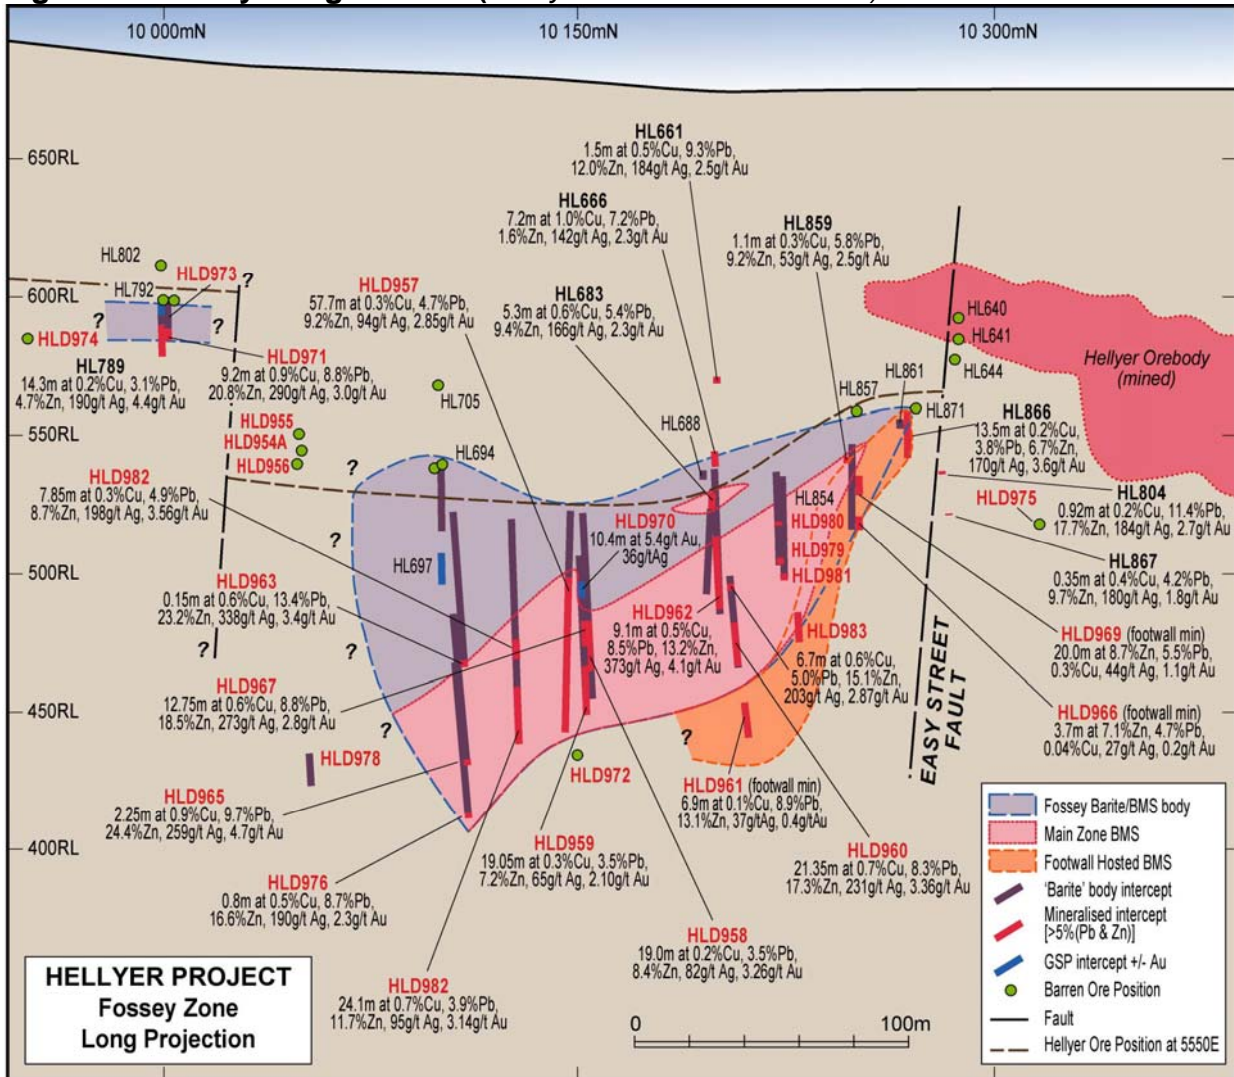 10 000mN
10 150mN
10 300mN
650RL
600RL
550RL
500RL
450RL
400RL
HL661
1.5m at 0.5%Cu, 9.3%Pb,
12.0%Zn, 184g/t Ag, 2.5g/t Au
HL666
7.2m at 1.0%Cu, 7.2%Pb,
1.6%Zn, 142g/t Ag, 2.3g/t Au
HL859
1.1m at 0.3%Cu, 5.8%Pb,
9.2%Zn, 53g/t Ag, 2.5g/t Au
HL683
5.3m at 0.6%Cu, 5.4%Pb,
9.4%Zn, 166g/t Ag, 2.3g/t Au
HLD957
57.7m at 0.3%Cu, 4.7%Pb,
9.2%Zn, 94g/t Ag, 2.85g/t Au
HL802
HLD973
?
HL792
?
?
HLD974
HL789
14.3m at 0.2%Cu, 3.1%Pb,
4.7%Zn, 190g/t Ag, 4.4g/t Au
HLD971
9.2m at 0.9%Cu, 8.8%Pb,
20.8%Zn, 290g/t Ag, 3.0g/t Au
HL705
HLD955
HLD954A
HLD956
HL694
?
HL688
HL857
HL861
HL871
HL640
HL641
HL644
Hellyer Orebody
(mined)
HL866
13.5m at 0.2%Cu,
3.8%Pb, 6.7%Zn,
170g/t Ag, 3.6g/t Au
HLD982
7.85m at 0.3%Cu, 4.9%Pb,
8.7%Zn, 198g/t Ag, 3.56g/t Au
HL854
HLD980
HLD979
HLD981
HL804
0.92m at 0.2%Cu, 11.4%Pb,
17.7%Zn, 184g/t Ag, 2.7g/t Au
HLD975
HLD970
10.4m at 5.4g/t Au,
36g/tAg
?
HL697
HL867
0.35m at 0.4%Cu, 4.2%Pb,
9.7%Zn, 180g/t Ag, 1.8g/t Au
HLD963
0.15m at 0.6%Cu, 13.4%Pb,
23.2%Zn, 338g/t Ag, 3.4g/t Au
HLD962
9.1m at 0.5%Cu,
8.5%Pb, 13.2%Zn,
373g/t Ag, 4.1g/t Au
HLD983
6.7m at 0.6%Cu,
5.0%Pb, 15.1%Zn,
203g/t Ag, 2.87g/t Au
HLD969 (footwall min)
20.0m at 8.7%Zn, 5.5%Pb,
0.3%Cu, 44g/t Ag, 1.1g/t Au
?
?
HLD967
12.75m at 0.6%Cu, 8.8%Pb,
18.5%Zn, 273g/t Ag, 2.8g/t Au
?
?
EASY STREET
FAULT
HLD966 (footwall min)
3.7m at 7.1%Zn, 4.7%Pb,
0.04%Cu, 27g/t Ag, 0.2g/t Au
HLD978
HLD972
HLD965
2.25m at 0.9%Cu, 9.7%Pb,
24.4%Zn, 259g/t Ag, 4.7g/t Au
HLD961 (footwall min)
6.9m at 0.1%Cu, 8.9%Pb,
13.1%Zn, 37g/tAg, 0.4g/tAu
HLD959
19.05m at 0.3%Cu, 3.5%Pb,
7.2%Zn, 65g/t Ag, 2.10g/t Au
HLD960
21.35m at 0.7%Cu, 8.3%Pb,
17.3%Zn, 231g/t Ag, 3.36g/t Au
HLD976
0.8m at 0.5%Cu, 8.7%Pb,
16.6%Zn, 190g/t Ag, 2.3g/t Au
HLD958
19.0m at 0.2%Cu, 3.5%Pb,
8.4%Zn, 82g/t Ag, 3.26g/t Au
HLD982
24.1m at 0.7%Cu, 3.9%Pb,
11.7%Zn, 95g/t Ag, 3.14g/t Au
HELLYER PROJECT
Fossey Zone
Long Projection
0
100m
Fossey Barite/BMS body
Main Zone BMS
Footwall Hosted BMS
'Barite' body intercept
Mineralised intercept
[>5%(Pb & Zn)]
GSP intercept +/- Au
Barren Ore Position
Fault
Hellyer Ore Position at 5550E